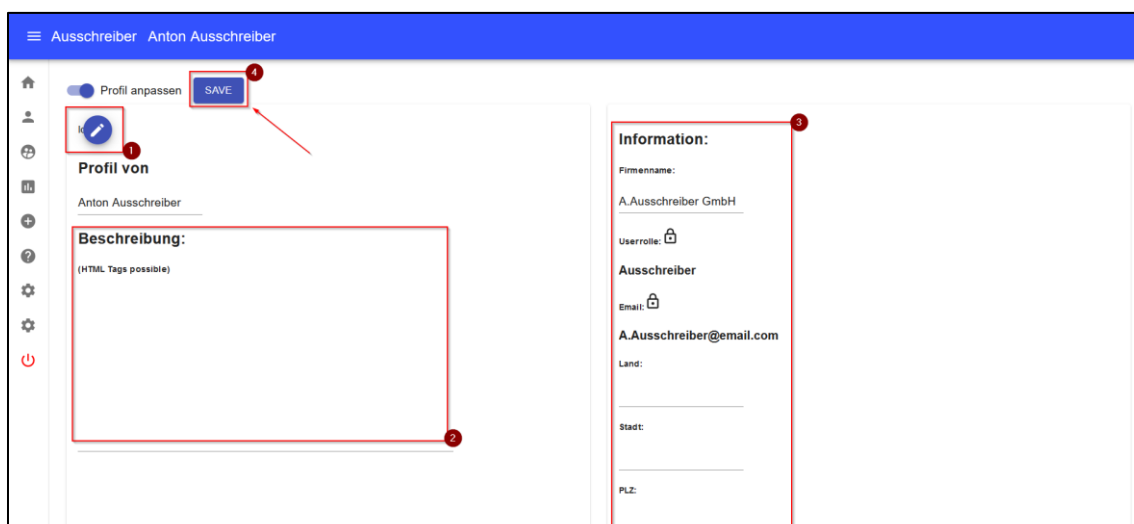 Ausschreiber Anton Ausschreiber
Profil anpassen SAVE
4
1
Profil von
Anton Ausschreiber
Beschreibung:
(HTML Tags possible)
2
3
Information:
Firmenname:
A.Ausschreiber GmbH
Userrolle:
Ausschreiber
Email:
A.Ausschreiber@email.com
Land:
Stadt:
PLZ: